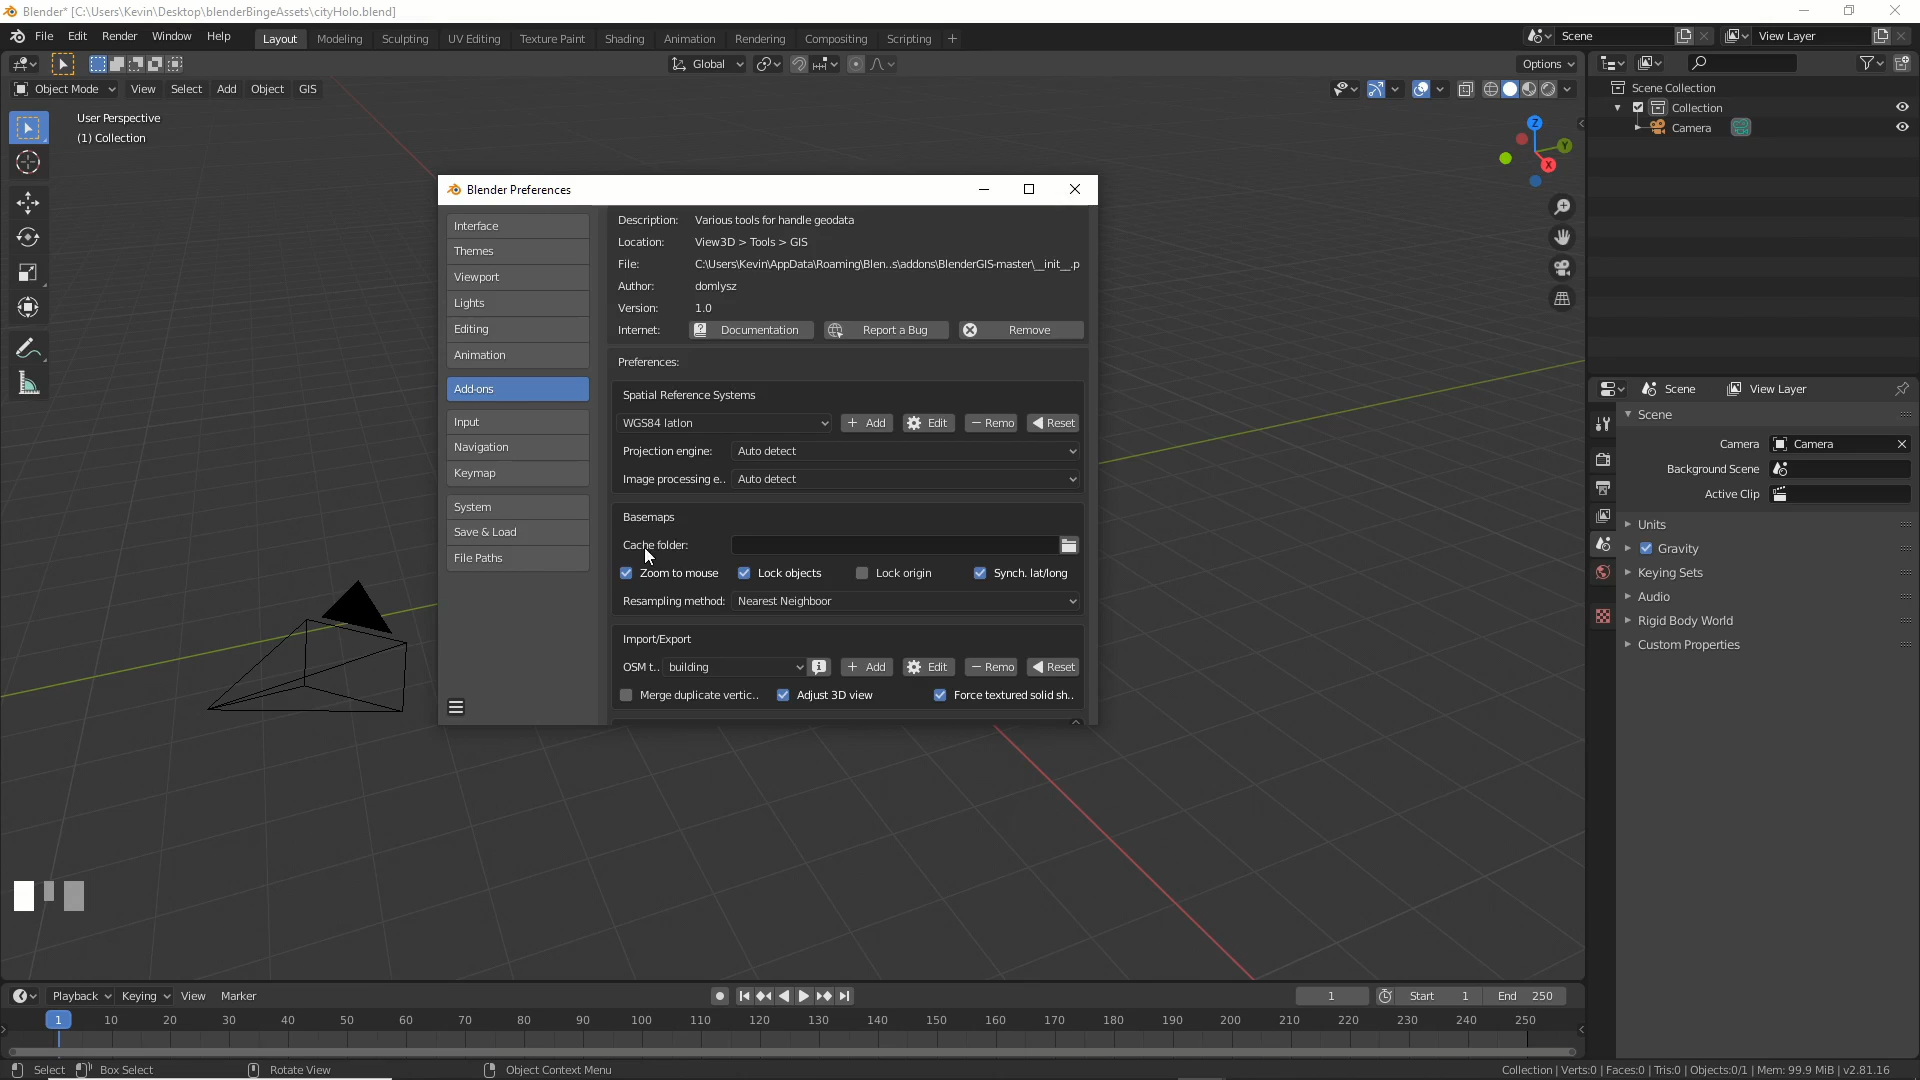 Blender* [C:\Users\Kevin\Desktop\blenderBingeAssets\cityHolo.blend]
File Edit Render Window Help Layout Modeling Sculpting UV Editing Texture Paint Shading Animation Rendering Compositing Scripting + Scene View Layer
Global Options
Object Mode View Select Add Object GIS
User Perspective
(1) Collection
Z
Y
X
Scene Collection
Collection
Camera
Blender Preferences
Interface
Themes
Viewport
Lights
Editing
Animation
Add-ons
Input
Navigation
Keymap
System
Save & Load
File Paths
Description: Various tools for handle geodata
Location: View3D > Tools > GIS
File: C:\Users\Kevin\AppData\Roaming\Blen..s\addons\BlenderGIS-master\__init__.p
Author: domlysz
Version: 1.0
Internet: Documentation Report a Bug Remove
Preferences:
Spatial Reference Systems
WGS84 latlon + Add Edit Remo Reset
Projection engine: Auto detect
Image processing e.. Auto detect
Basemaps
Cache folder:
Zoom to mouse Lock objects Lock origin Synch. lat/long
Resampling method: Nearest Neighboor
Import/Export
OSM t.. building + Add Edit Remo Reset
Merge duplicate vertic.. Adjust 3D view Force textured solid sh..
Scene View Layer
Scene
Camera Camera
Background Scene
Active Clip
Units
Gravity
Keying Sets
Audio
Rigid Body World
Custom Properties
Playback Keying View Marker 1 Start 1 End 250
1 10 20 30 40 50 60 70 80 90 100 110 120 130 140 150 160 170 180 190 200 210 220 230 240 250
Select Box Select Rotate View Object Context Menu Collection | Verts:0 | Faces:0 | Tris:0 | Objects:0/1 | Mem: 99.9 MiB | v2.81.16